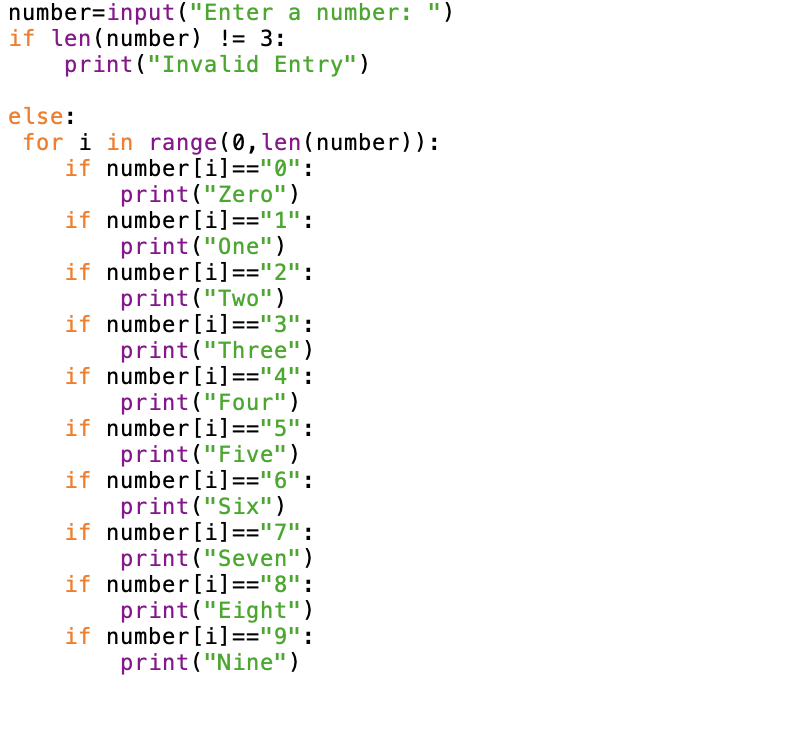 number=input("Enter a number: ")
if len(number) != 3:
    print("Invalid Entry")

else:
 for i in range(0,len(number)):
    if number[i]=="0":
        print("Zero")
    if number[i]=="1":
        print("One")
    if number[i]=="2":
        print("Two")
    if number[i]=="3":
        print("Three")
    if number[i]=="4":
        print("Four")
    if number[i]=="5":
        print("Five")
    if number[i]=="6":
        print("Six")
    if number[i]=="7":
        print("Seven")
    if number[i]=="8":
        print("Eight")
    if number[i]=="9":
        print("Nine")